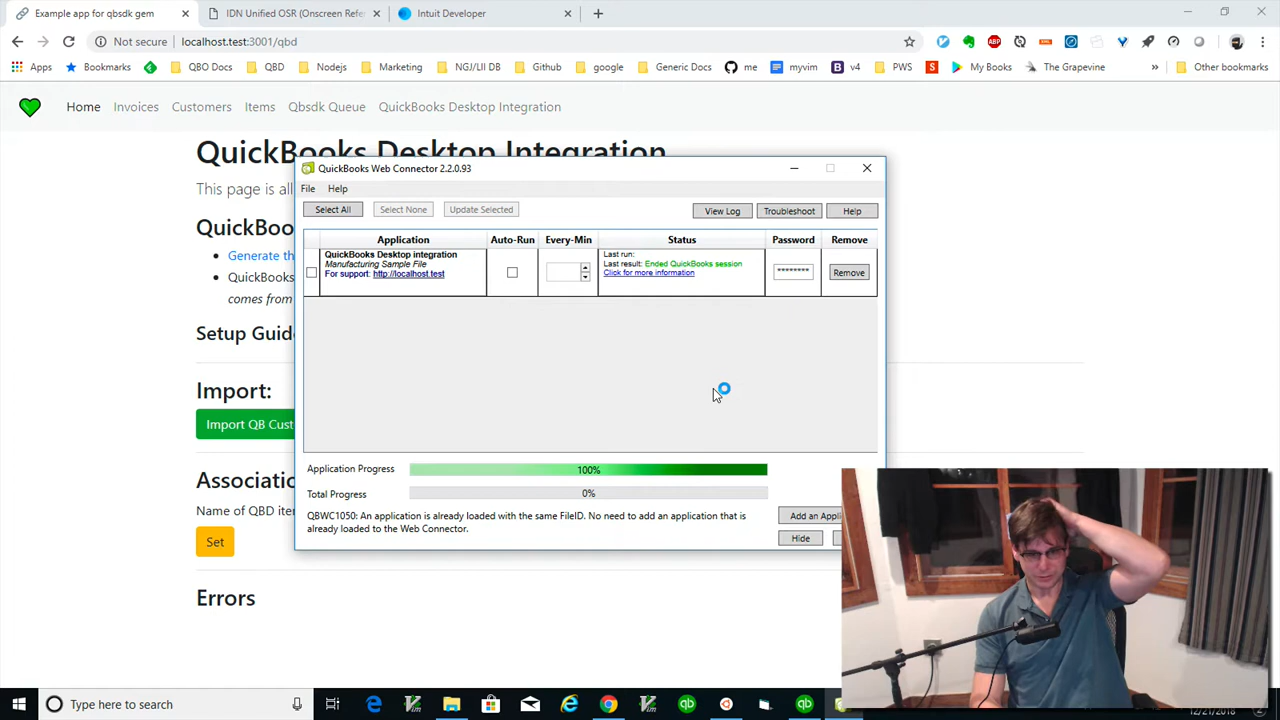 Example app for qbsdk gem
IDN Unified OSR (Onscreen Refe
Intuit Developer
Not secure | localhost.test:3001/qbd
Apps Bookmarks QBO Docs QBD Nodejs Marketing NGJ/LII DB Github google Generic Docs me myvim v4 PWS My Books The Grapevine » Other bookmarks
Home Invoices Customers Items Qbsdk Queue QuickBooks Desktop Integration
QuickBooks Desktop Integration
This page is all
QuickBoo
Generate th
QuickBooks
comes from
Setup Guid
Import:
Import QB Cust
Associatio
Name of QBD ite
Set
Errors
QuickBooks Web Connector 2.2.0.93
File Help
Select All Select None Update Selected View Log Troubleshoot Help
Application Auto-Run Every-Min Status Password Remove
QuickBooks Desktop integration
Manufacturing Sample File
For support: http://localhost.test
Last run:
Last result: Ended QuickBooks session
Click for more information
********
Remove
Application Progress 100%
Total Progress 0%
QBWC1050: An application is already loaded with the same FileID. No need to add an application that is
already loaded to the Web Connector.
Add an Appli
Hide
Type here to search
12/21/2018